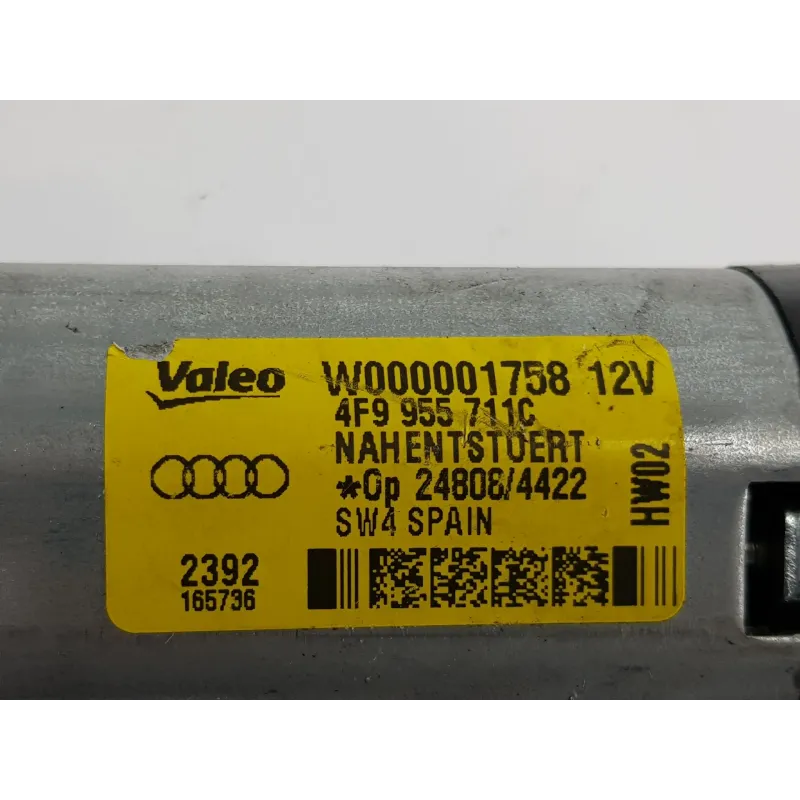 Valeo W000001758 12V
4F9 955 711C
NAHENTSTOERT
*Op 24808/4422
SW4 SPAIN
HW02
2392
165736